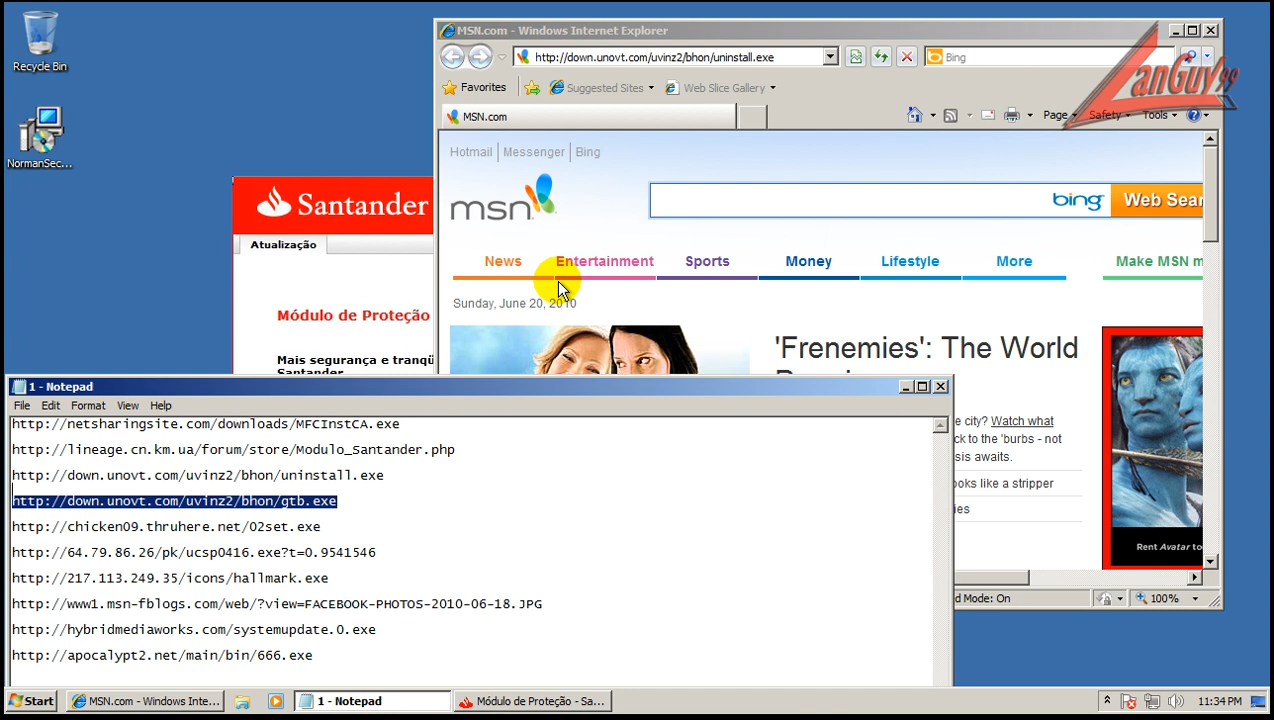 Recycle Bin
NormanSec...
MSN.com - Windows Internet Explorer
http://down.unovt.com/uvinz2/bhon/uninstall.exe
Bing
LanGuy99
Favorites
Suggested Sites
Web Slice Gallery
MSN.com
Page
Safety
Tools
Hotmail
Messenger
Bing
msn
bing
Web Sear
News
Entertainment
Sports
Money
Lifestyle
More
Make MSN m
Sunday, June 20, 2010
'Frenemies': The World
e city? Watch what
ck to the 'burbs - not
sis awaits.
ooks like a stripper
ies
Rent Avatar to
d Mode: On
100%
Santander
Atualização
Módulo de Proteção
Mais segurança e tranqü
Santander
1 - Notepad
File Edit Format View Help
http://netsharingsite.com/downloads/MFCInstCA.exe
http://lineage.cn.km.ua/forum/store/Modulo_Santander.php
http://down.unovt.com/uvinz2/bhon/uninstall.exe
http://down.unovt.com/uvinz2/bhon/gtb.exe
http://chicken09.thruhere.net/02set.exe
http://64.79.86.26/pk/ucsp0416.exe?t=0.9541546
http://217.113.249.35/icons/hallmark.exe
http://www1.msn-fblogs.com/web/?view=FACEBOOK-PHOTOS-2010-06-18.JPG
http://hybridmediaworks.com/systemupdate.0.exe
http://apocalypt2.net/main/bin/666.exe
Start
MSN.com - Windows Inte...
1 - Notepad
Módulo de Proteção - Sa...
11:34 PM